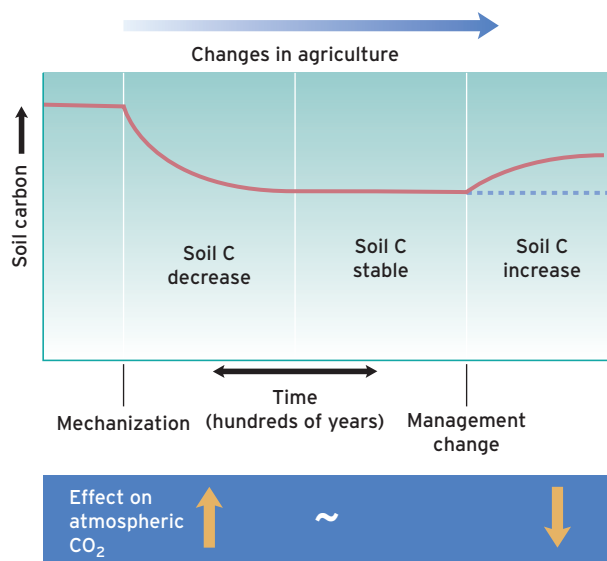 Changes in agriculture
Soil carbon
Soil C
decrease
Soil C
stable
Soil C
increase
Mechanization
Time
(hundreds of years)
Management
change
Effect on
atmospheric
CO₂
~